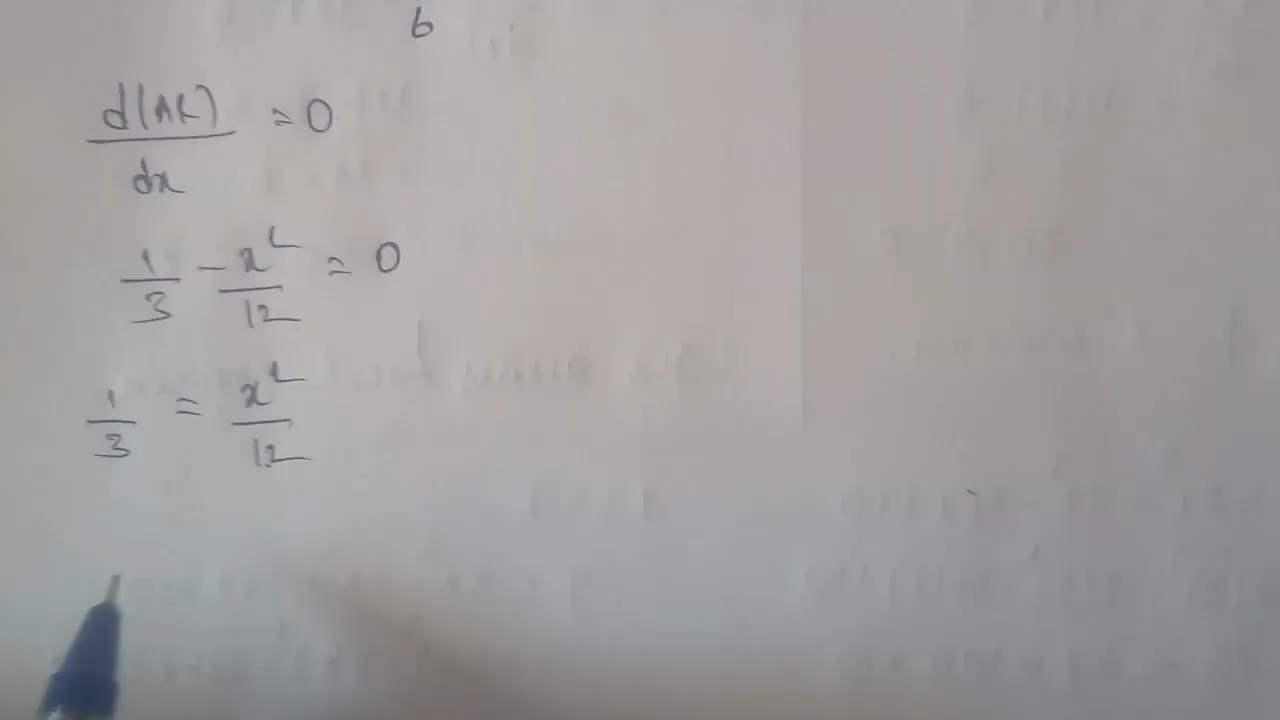 6
d(AK)/dx = 0
1/3 - x²/12 = 0
1/3 = x²/12